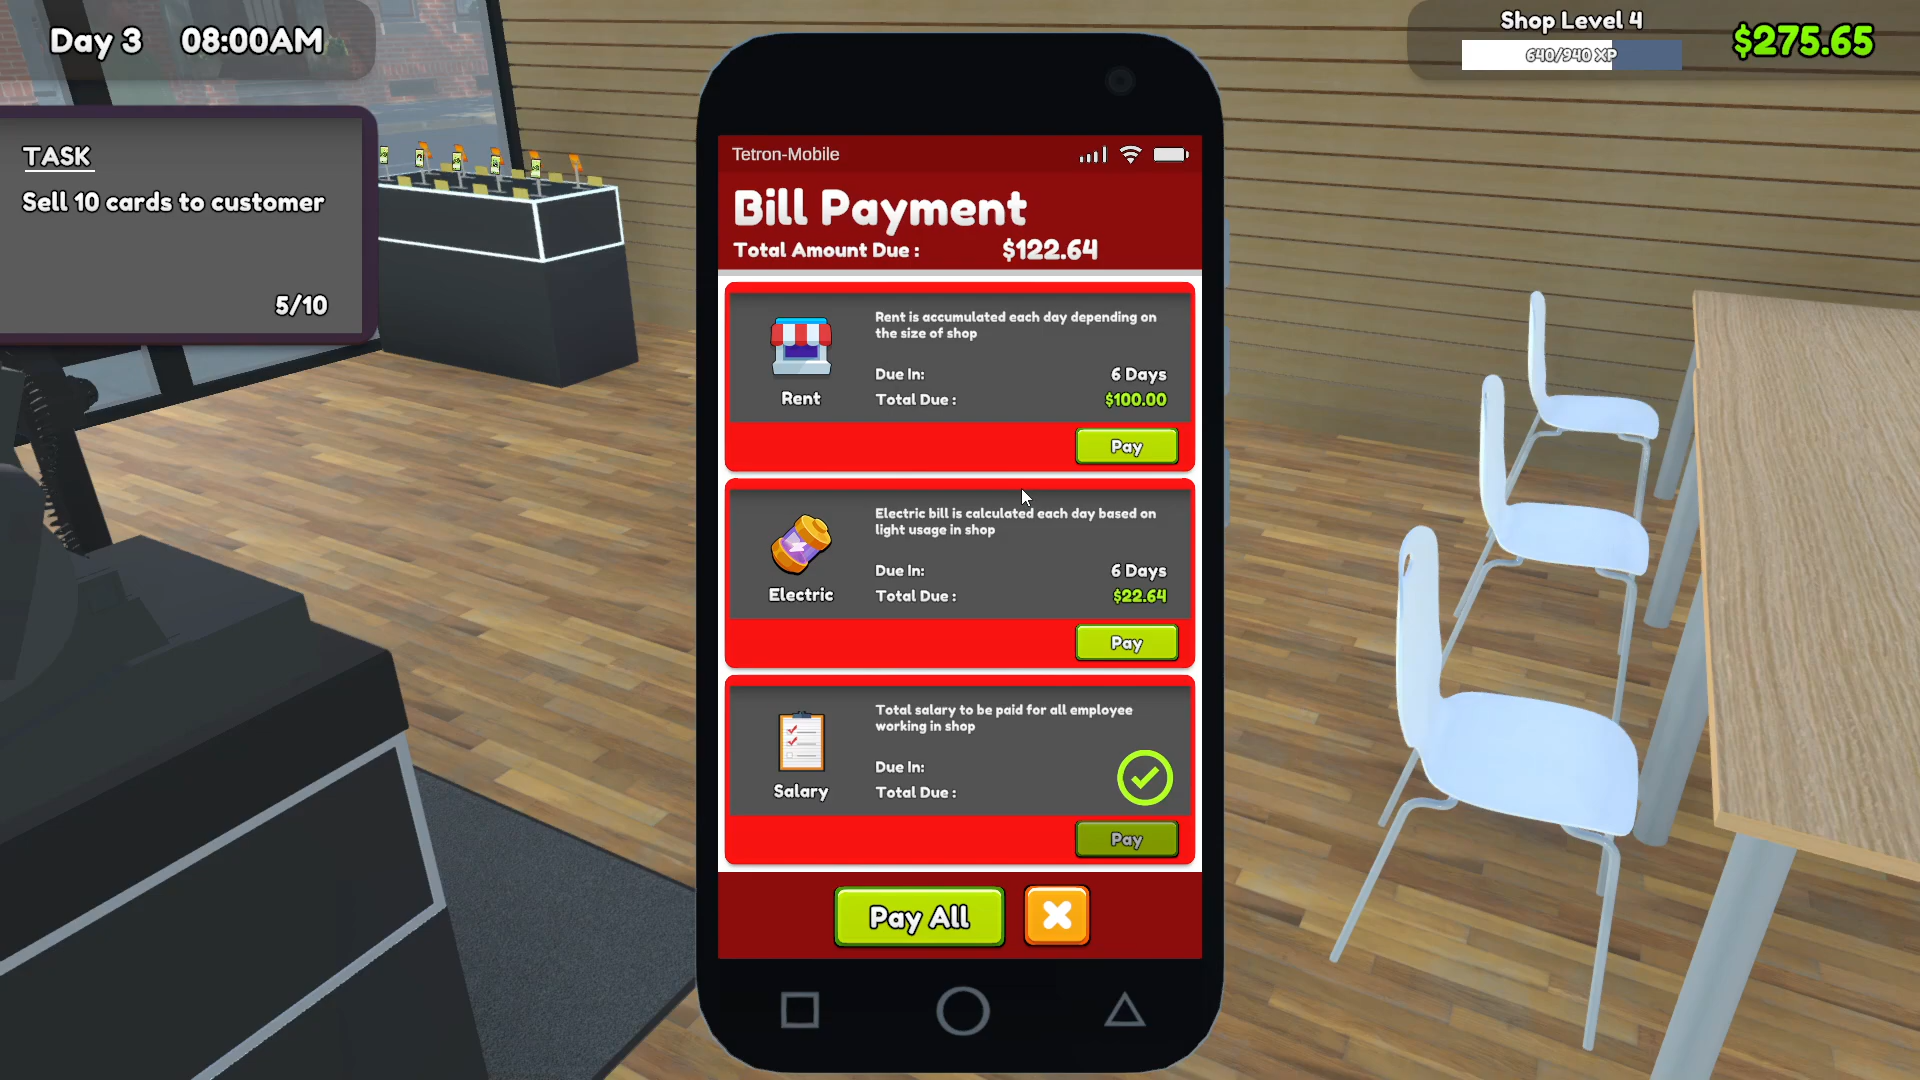 Day 3 08:00AM
Shop Level 4
640/940 XP
$275.65
TASK
Sell 10 cards to customer
5/10
Tetron-Mobile
Bill Payment
Total Amount Due : $122.64
Rent is accumulated each day depending on
the size of shop
Due In: 6 Days
Total Due : $100.00
Rent
Pay
Electric bill is calculated each day based on
light usage in shop
Due In: 6 Days
Total Due : $22.64
Electric
Pay
Total salary to be paid for all employee
working in shop
Due In:
Total Due :
Salary
Pay
Pay All